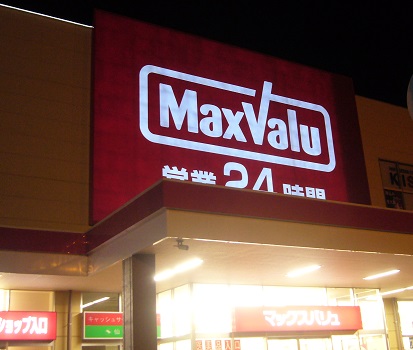 MaxValu
営業24時間
マックスバリュ
ショップ入口
キャッシュサ